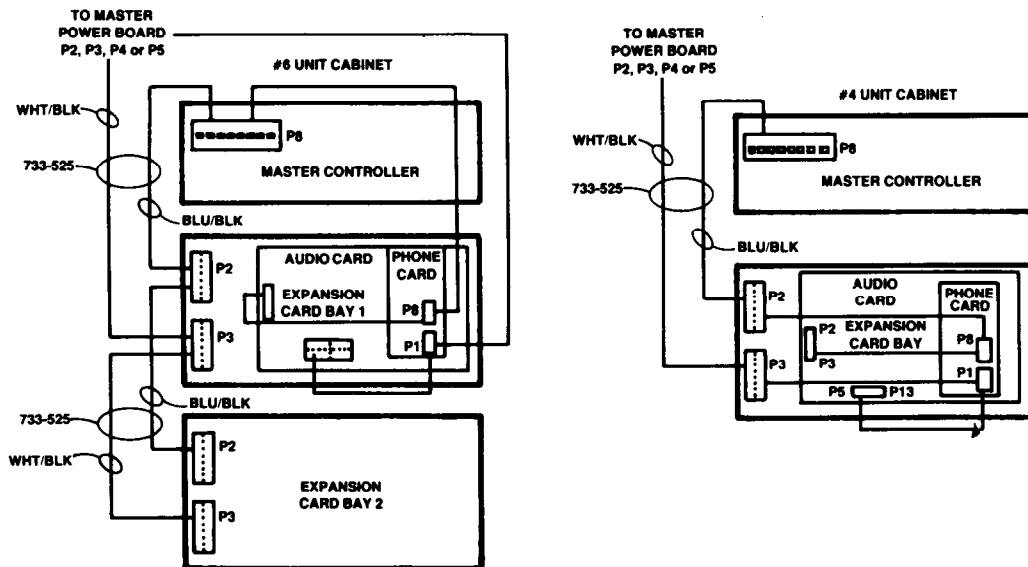 TO MASTER
POWER BOARD
P2, P3, P4 or P5
#6 UNIT CABINET
WHT/BLK
P8
733-525
MASTER CONTROLLER
BLU/BLK
P2
AUDIO CARD
PHONE
CARD
EXPANSION
CARD BAY 1
P8
P3
P1
BLU/BLK
733-525
P2
WHT/BLK
EXPANSION
CARD BAY 2
P3
TO MASTER
POWER BOARD
P2, P3, P4 or P5
#4 UNIT CABINET
WHT/BLK
P8
733-525
MASTER CONTROLLER
BLU/BLK
P2
AUDIO
CARD
PHONE
CARD
P2
EXPANSION
CARD BAY
P8
P3
P3
P1
P5
P13